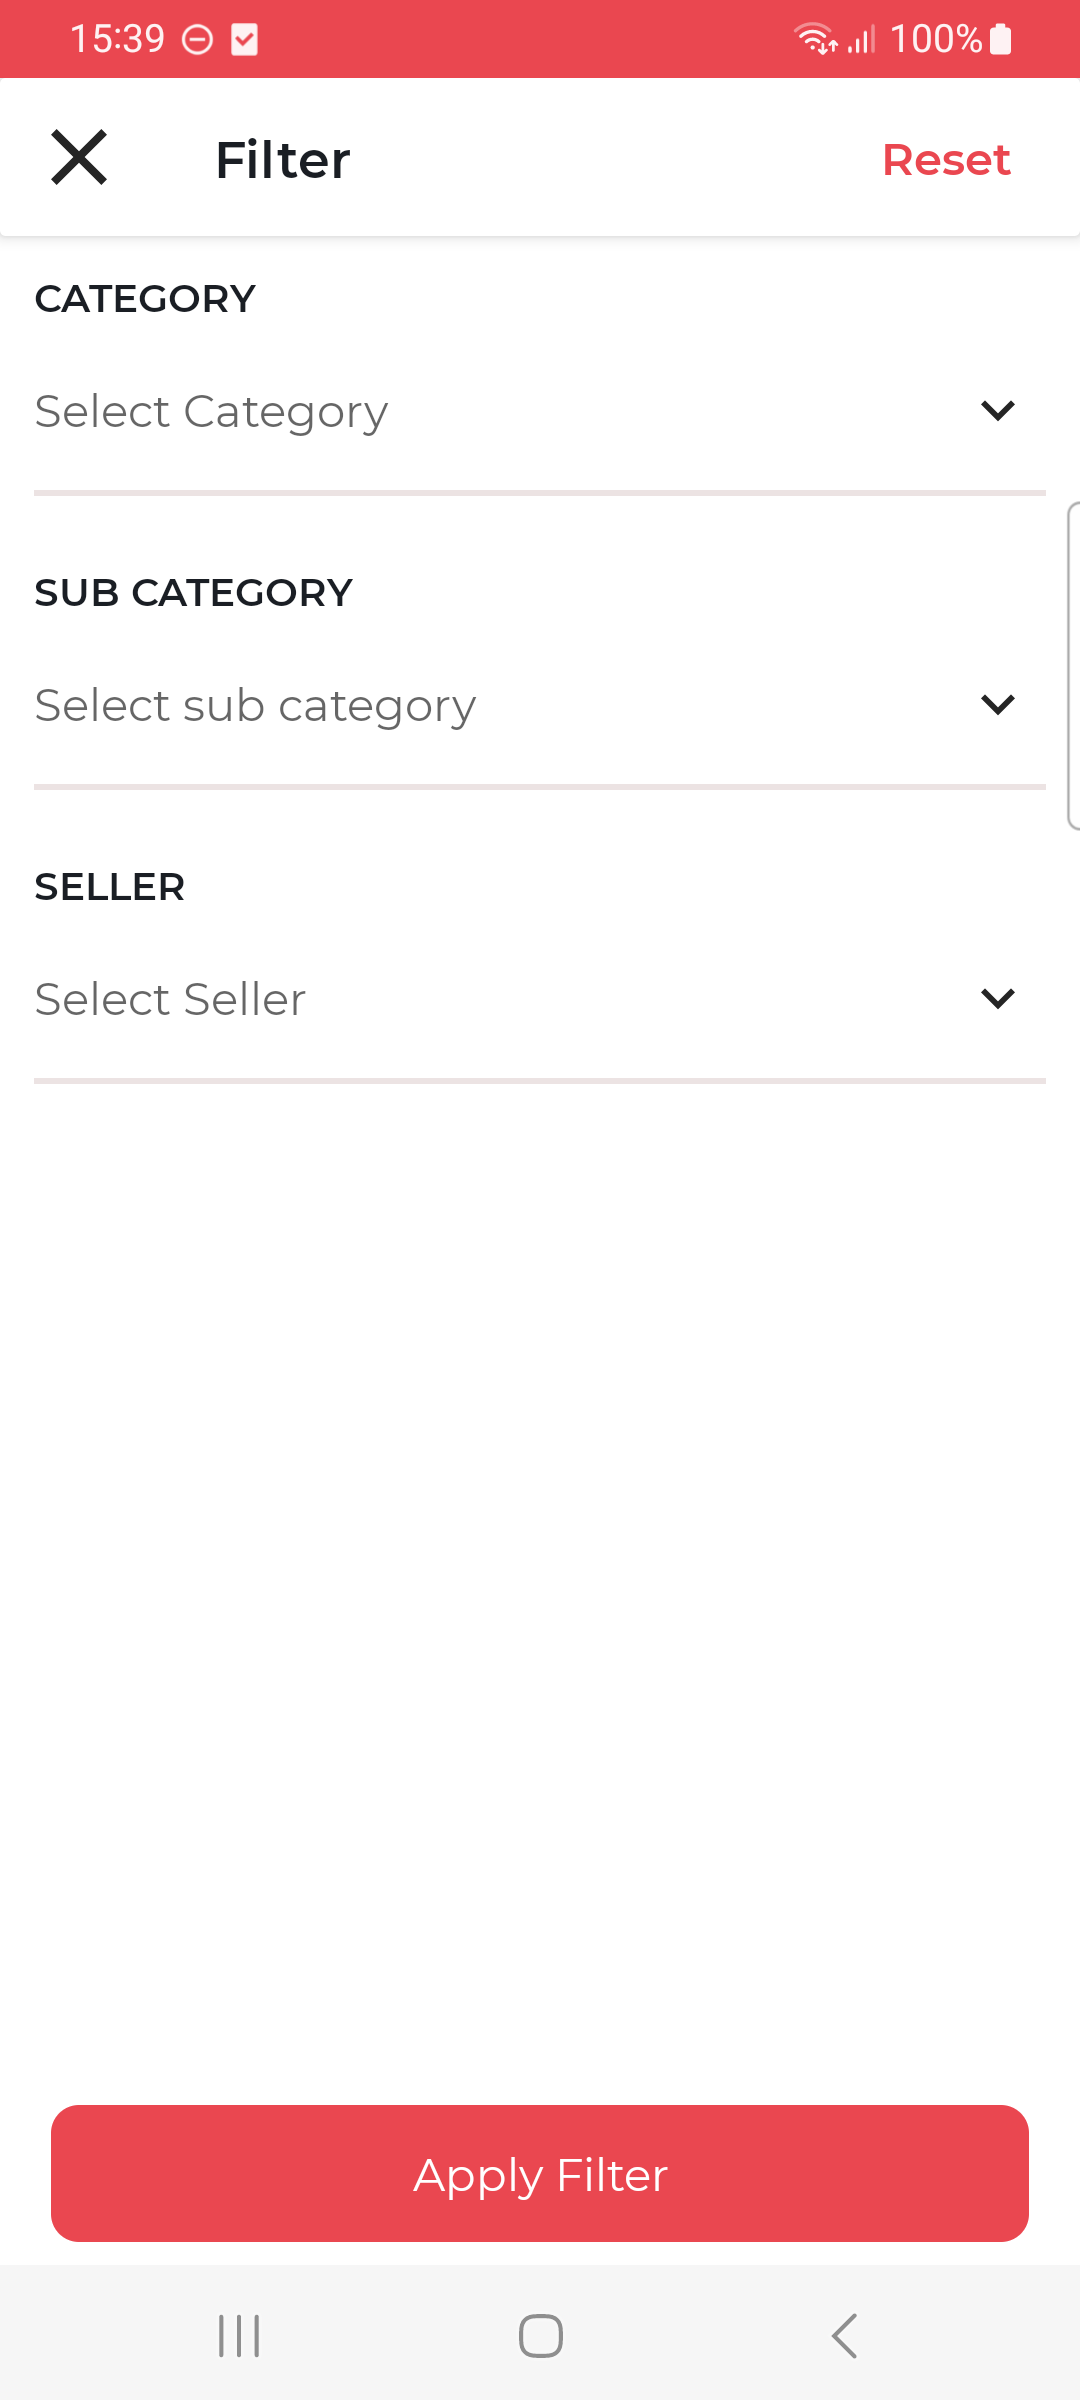 15:39 100%
Filter Reset
CATEGORY
Select Category
SUB CATEGORY
Select sub category
SELLER
Select Seller
Apply Filter